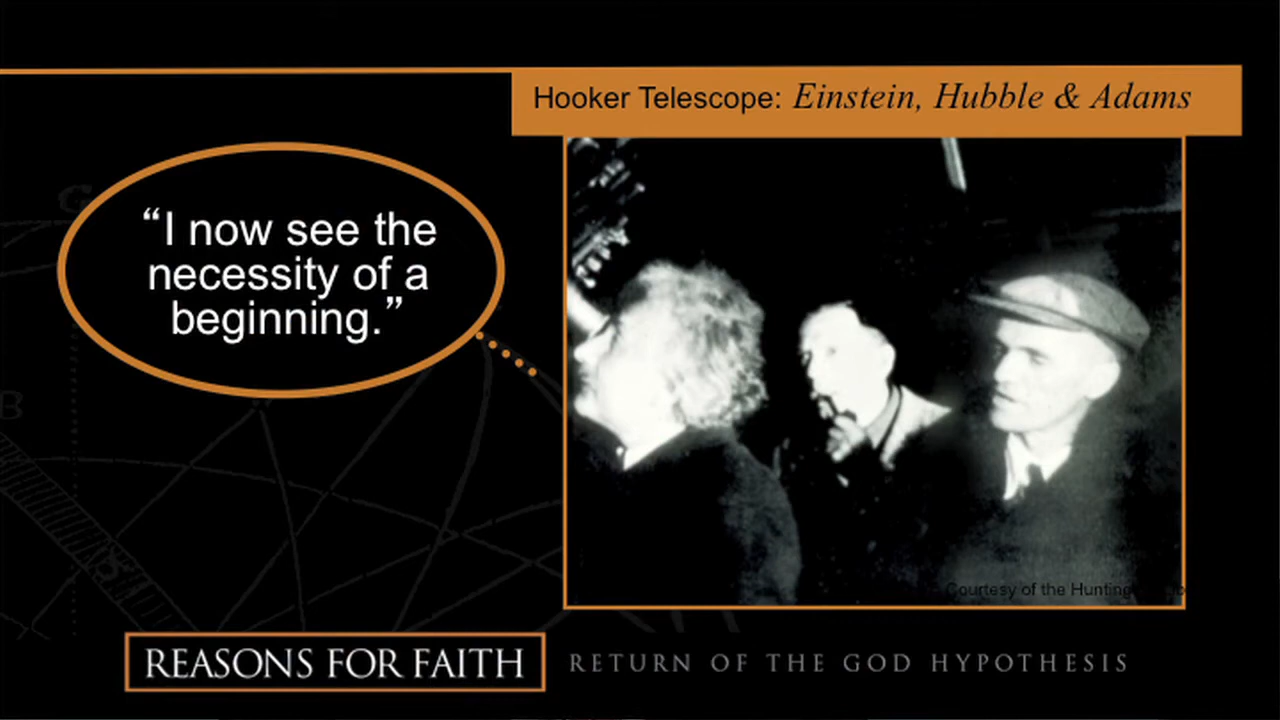 Hooker Telescope: Einstein, Hubble & Adams
“I now see the
necessity of a
beginning.”
Courtesy of the
REASONS FOR FAITH
RETURN OF THE GOD HYPOTHESIS